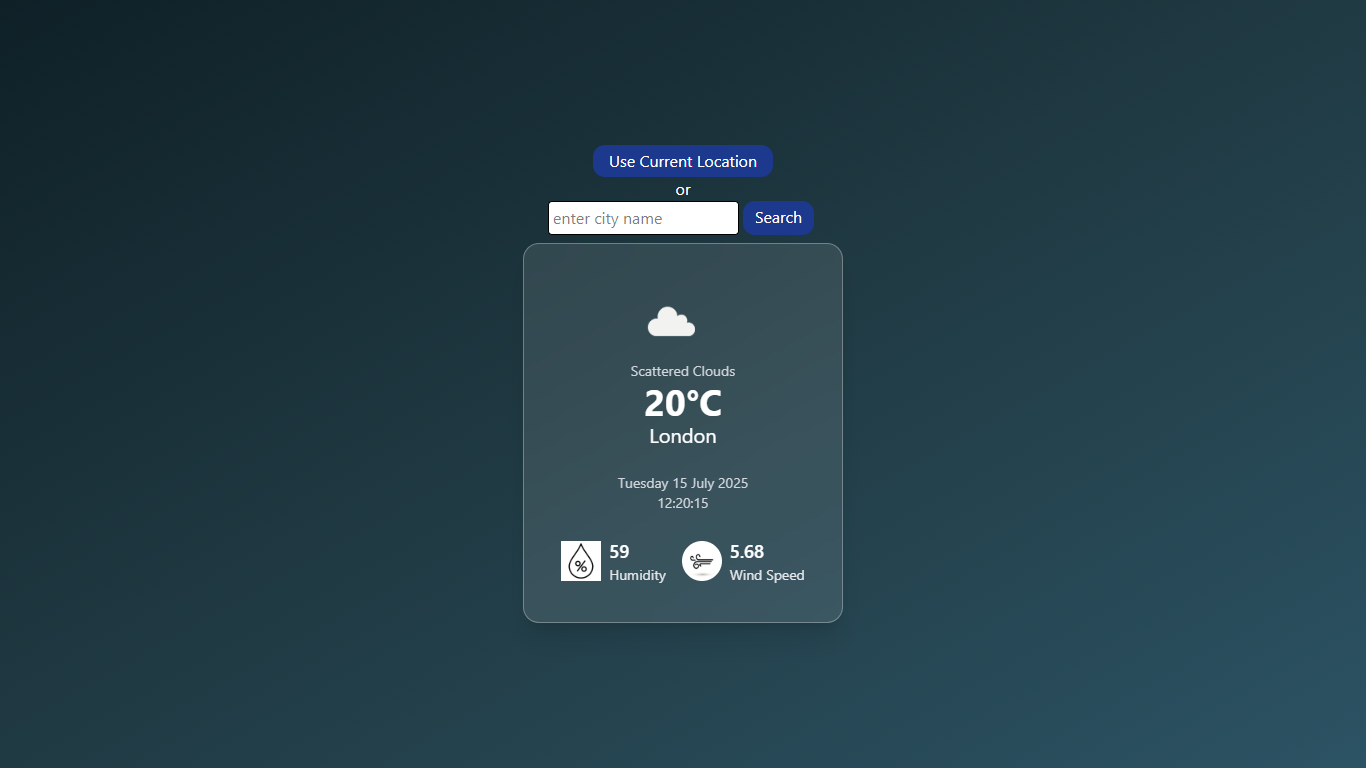 Use Current Location
or
enter city name Search
Scattered Clouds
20°C
London
Tuesday 15 July 2025
12:20:15
% 59 5.68
Humidity Wind Speed